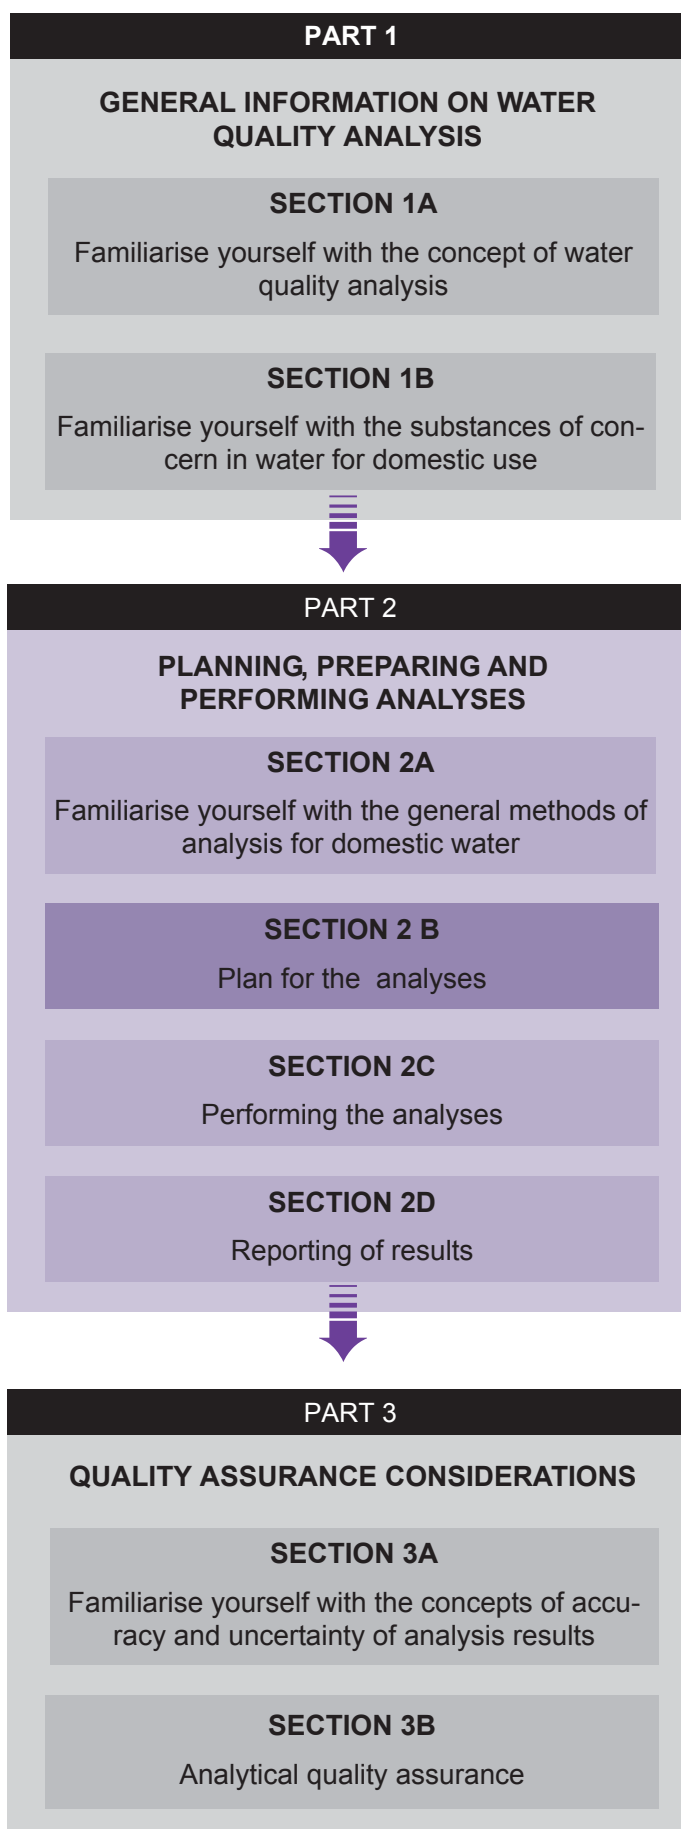 PART 1
GENERAL INFORMATION ON WATER
QUALITY ANALYSIS
SECTION 1A
Familiarise yourself with the concept of water
quality analysis
SECTION 1B
Familiarise yourself with the substances of con-
cern in water for domestic use
PART 2
PLANNING, PREPARING AND
PERFORMING ANALYSES
SECTION 2A
Familiarise yourself with the general methods of
analysis for domestic water
SECTION 2 B
Plan for the  analyses
SECTION 2C
Performing the analyses
SECTION 2D
Reporting of results
PART 3
QUALITY ASSURANCE CONSIDERATIONS
SECTION 3A
Familiarise yourself with the concepts of accu-
racy and uncertainty of analysis results
SECTION 3B
Analytical quality assurance